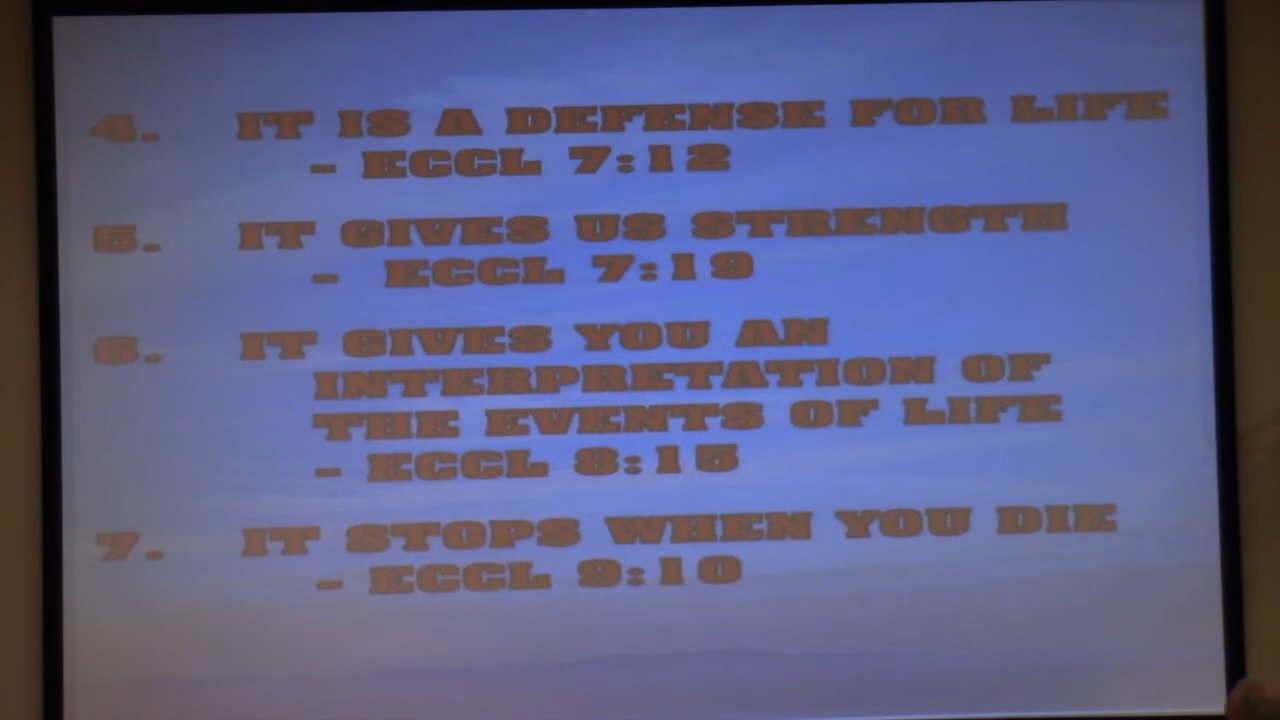 4. IT IS A DEFENSE FOR LIFE
- ECCL 7:12
5. IT GIVES US STRENGTH
- ECCL 7:19
6. IT GIVES YOU AN
INTERPRETATION OF
THE EVENTS OF LIFE
- ECCL 8:15
7. IT STOPS WHEN YOU DIE
- ECCL 9:10